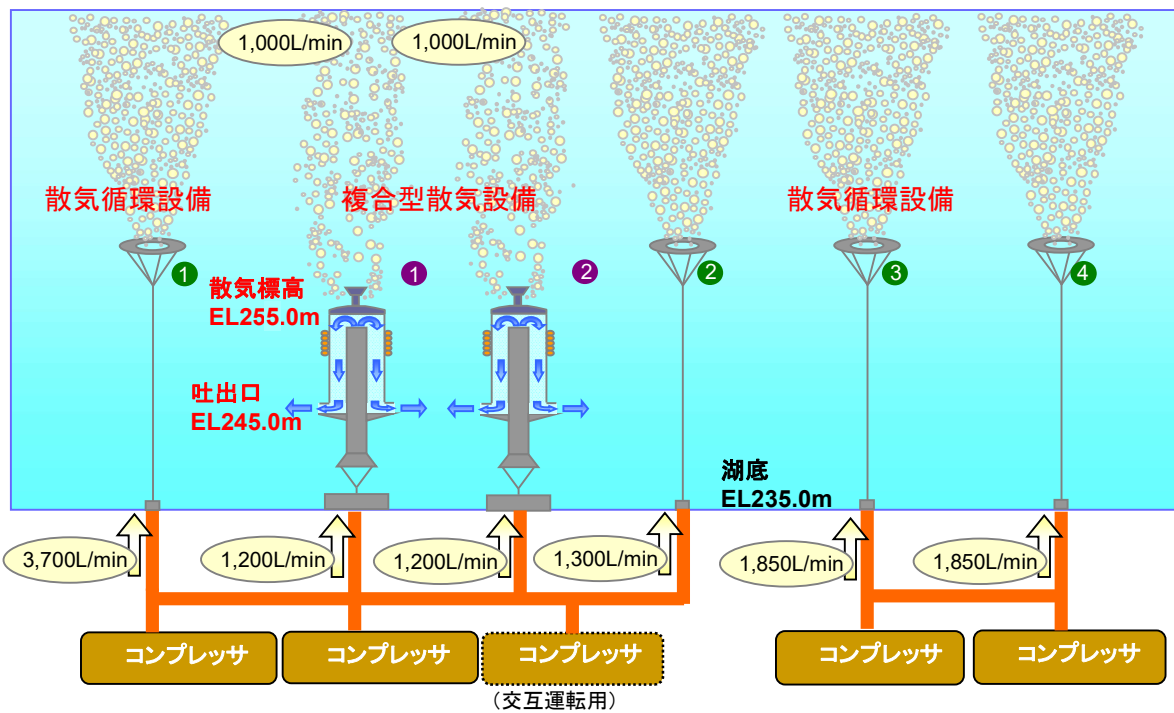 1,000L/min
1,000L/min
散気循環設備
複合型散気設備
散気循環設備
1
1
2
2
3
4
散気標高
EL255.0m
吐出口
EL245.0m
湖底
EL235.0m
3,700L/min
1,200L/min
1,200L/min
1,300L/min
1,850L/min
1,850L/min
コンプレッサ
コンプレッサ
コンプレッサ
コンプレッサ
コンプレッサ
（交互運転用）